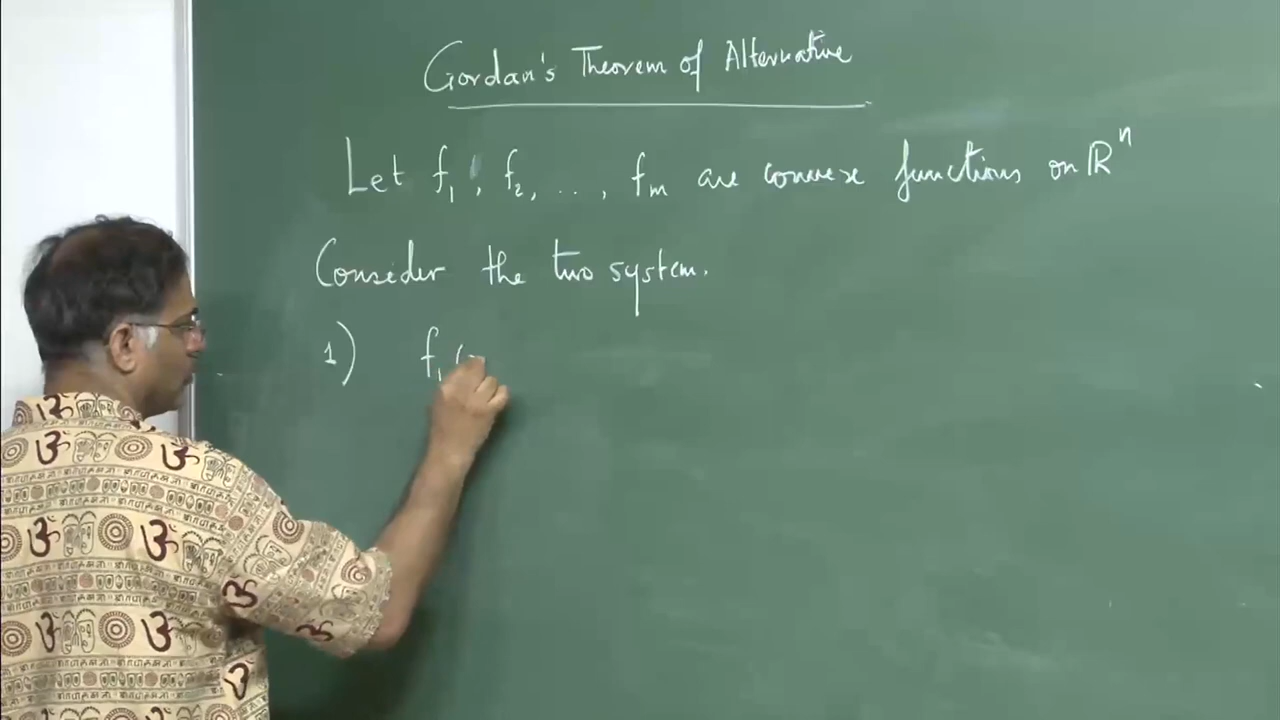 Gordan's Theorem of Alternative
Let f₁, f₂, ..., fₘ are convex functions on ℝⁿ
Consider the two system.
1) f₁(